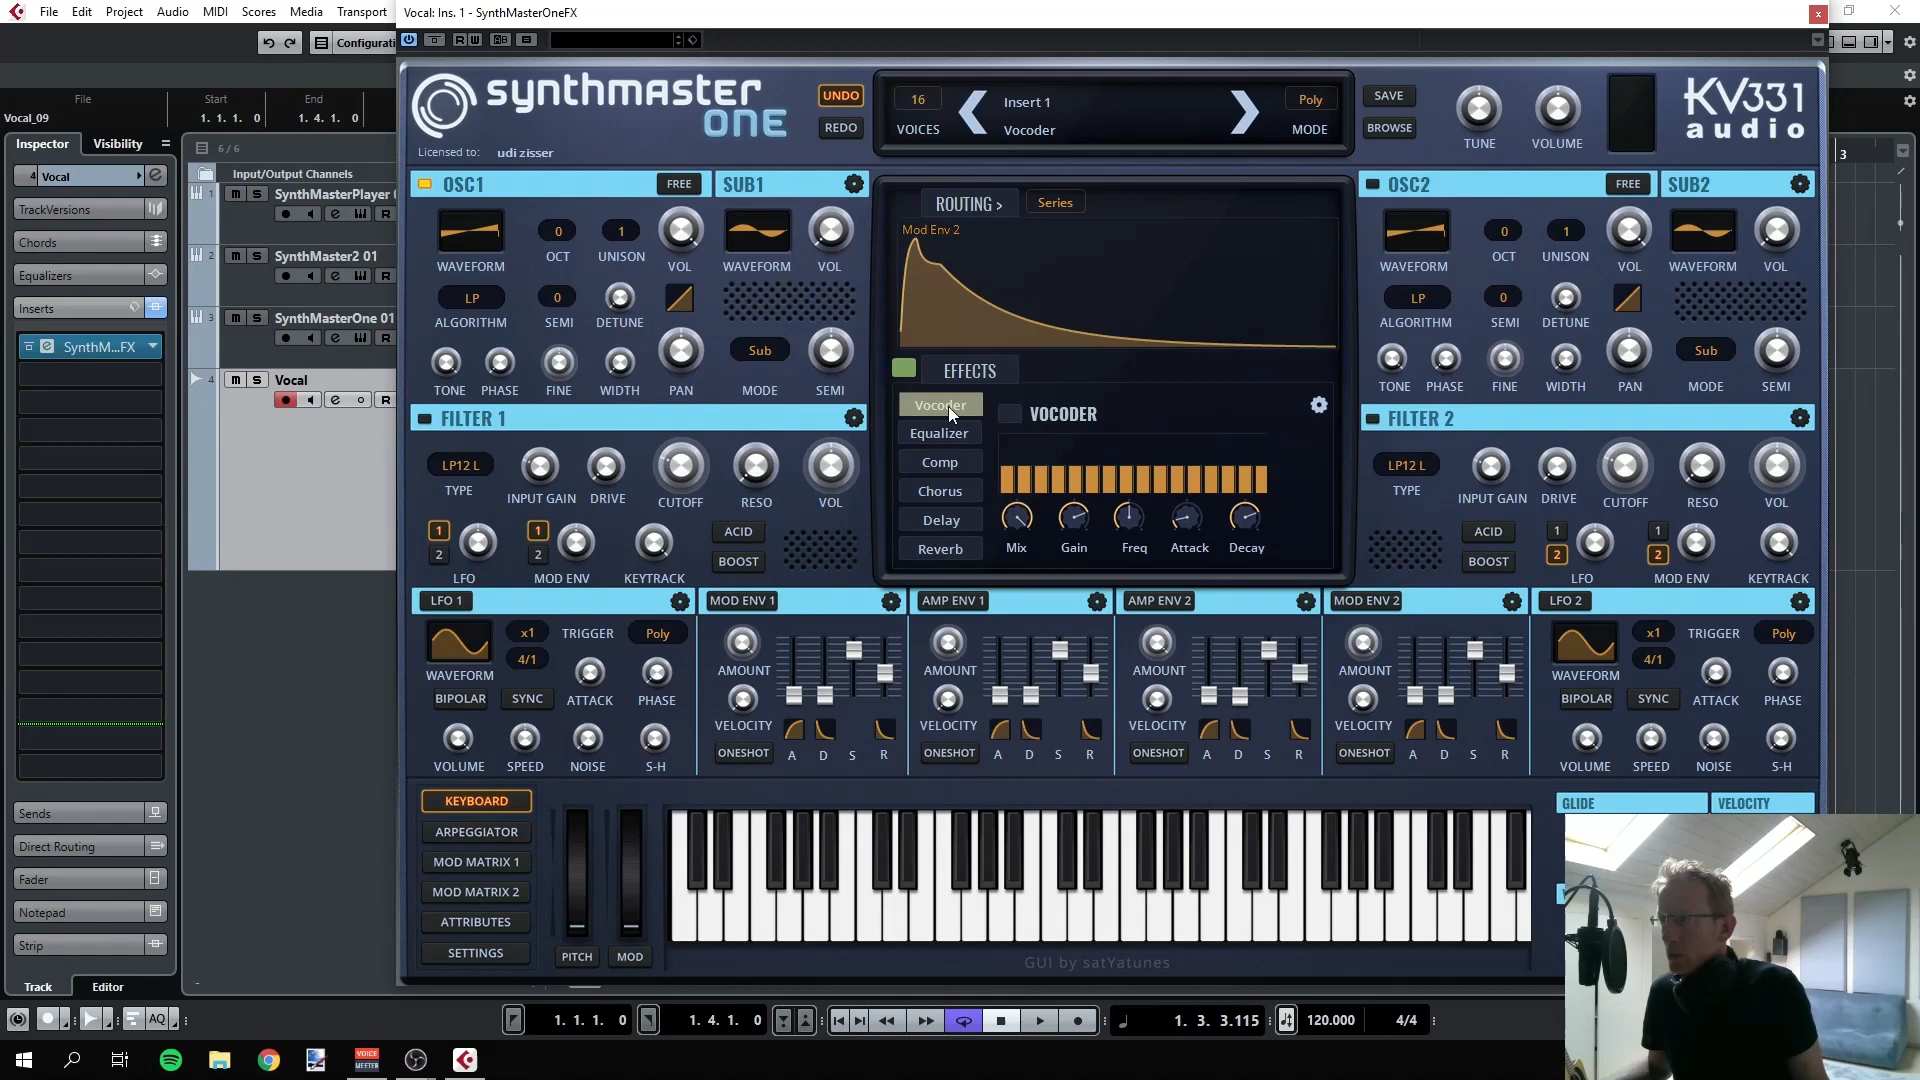 File Edit Project Audio MIDI Scores Media Transport
Vocal: Ins. 1 - SynthMasterOneFX
Configurati
R W
File Start End
Vocal_09 1. 1. 1. 0 1. 4. 1. 0
Inspector Visibility
6 / 6
4 Vocal
Input/Output Channels
TrackVersions
Chords
Equalizers
Inserts
SynthM...FX
Sends
Direct Routing
Fader
Notepad
Strip
Track Editor
1 m S SynthMasterPlayer
2 m S SynthMaster2 01
3 m S SynthMasterOne 01
4 m S Vocal
synthmaster
ONE
Licensed to: udi zisser
UNDO
REDO
16
VOICES
Insert 1
Vocoder
Poly
MODE
SAVE
BROWSE
TUNE VOLUME
KV331
audio
3
OSC1 FREE SUB1
0 1
WAVEFORM OCT UNISON VOL WAVEFORM VOL
LP 0
ALGORITHM SEMI DETUNE
Sub
TONE PHASE FINE WIDTH PAN MODE SEMI
FILTER 1
LP12 L
TYPE INPUT GAIN DRIVE CUTOFF RESO VOL
1 1 ACID
2 2 BOOST
LFO MOD ENV KEYTRACK
ROUTING > Series
Mod Env 2
EFFECTS
Vocoder VOCODER
Equalizer
Comp
Chorus
Delay
Reverb
Mix Gain Freq Attack Decay
OSC2 FREE SUB2
0 1
WAVEFORM OCT UNISON VOL WAVEFORM VOL
LP 0
ALGORITHM SEMI DETUNE
Sub
TONE PHASE FINE WIDTH PAN MODE SEMI
FILTER 2
LP12 L
TYPE INPUT GAIN DRIVE CUTOFF RESO VOL
ACID 1 1
BOOST 2 2
LFO MOD ENV KEYTRACK
LFO 1 MOD ENV 1 AMP ENV 1 AMP ENV 2 MOD ENV 2 LFO 2
x1 TRIGGER Poly
4/1
WAVEFORM
BIPOLAR SYNC ATTACK PHASE
VOLUME SPEED NOISE S-H
AMOUNT
VELOCITY
ONESHOT A D S R
AMOUNT
VELOCITY
ONESHOT A D S R
AMOUNT
VELOCITY
ONESHOT A D S R
AMOUNT
VELOCITY
ONESHOT A D S R
x1 TRIGGER Poly
4/1
WAVEFORM
BIPOLAR SYNC ATTACK PHASE
VOLUME SPEED NOISE S-H
KEYBOARD
ARPEGGIATOR
MOD MATRIX 1
MOD MATRIX 2
ATTRIBUTES
SETTINGS
PITCH MOD
GUI by satYatunes
GLIDE VELOCITY
AQ
1. 1. 1. 0 1. 4. 1. 0 1. 3. 3.115 120.000 4/4
VOICE
MEETER